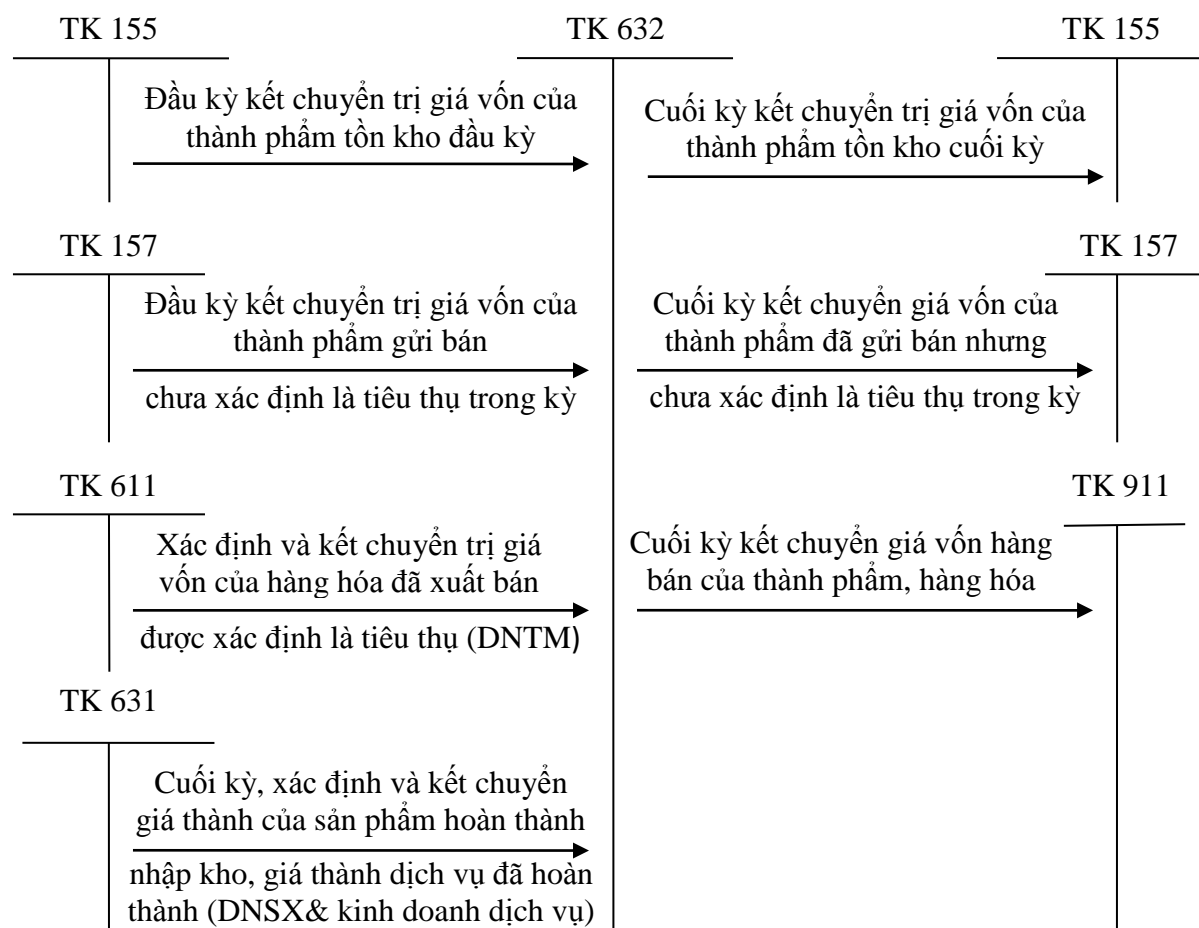 TK 155
TK 632
TK 155
Đầu kỳ kết chuyển trị giá vốn của
thành phẩm tồn kho đầu kỳ
Cuối kỳ kết chuyển trị giá vốn của
thành phẩm tồn kho cuối kỳ
TK 157
TK 157
Đầu kỳ kết chuyển trị giá vốn của
thành phẩm gửi bán
chưa xác định là tiêu thụ trong kỳ
Cuối kỳ kết chuyển giá vốn của
thành phẩm đã gửi bán nhưng
chưa xác định là tiêu thụ trong kỳ
TK 611
TK 911
Xác định và kết chuyển trị giá
vốn của hàng hóa đã xuất bán
được xác định là tiêu thụ (DNTM)
Cuối kỳ kết chuyển giá vốn hàng
bán của thành phẩm, hàng hóa
TK 631
Cuối kỳ, xác định và kết chuyển
giá thành của sản phẩm hoàn thành
nhập kho, giá thành dịch vụ đã hoàn
thành (DNSX& kinh doanh dịch vụ)